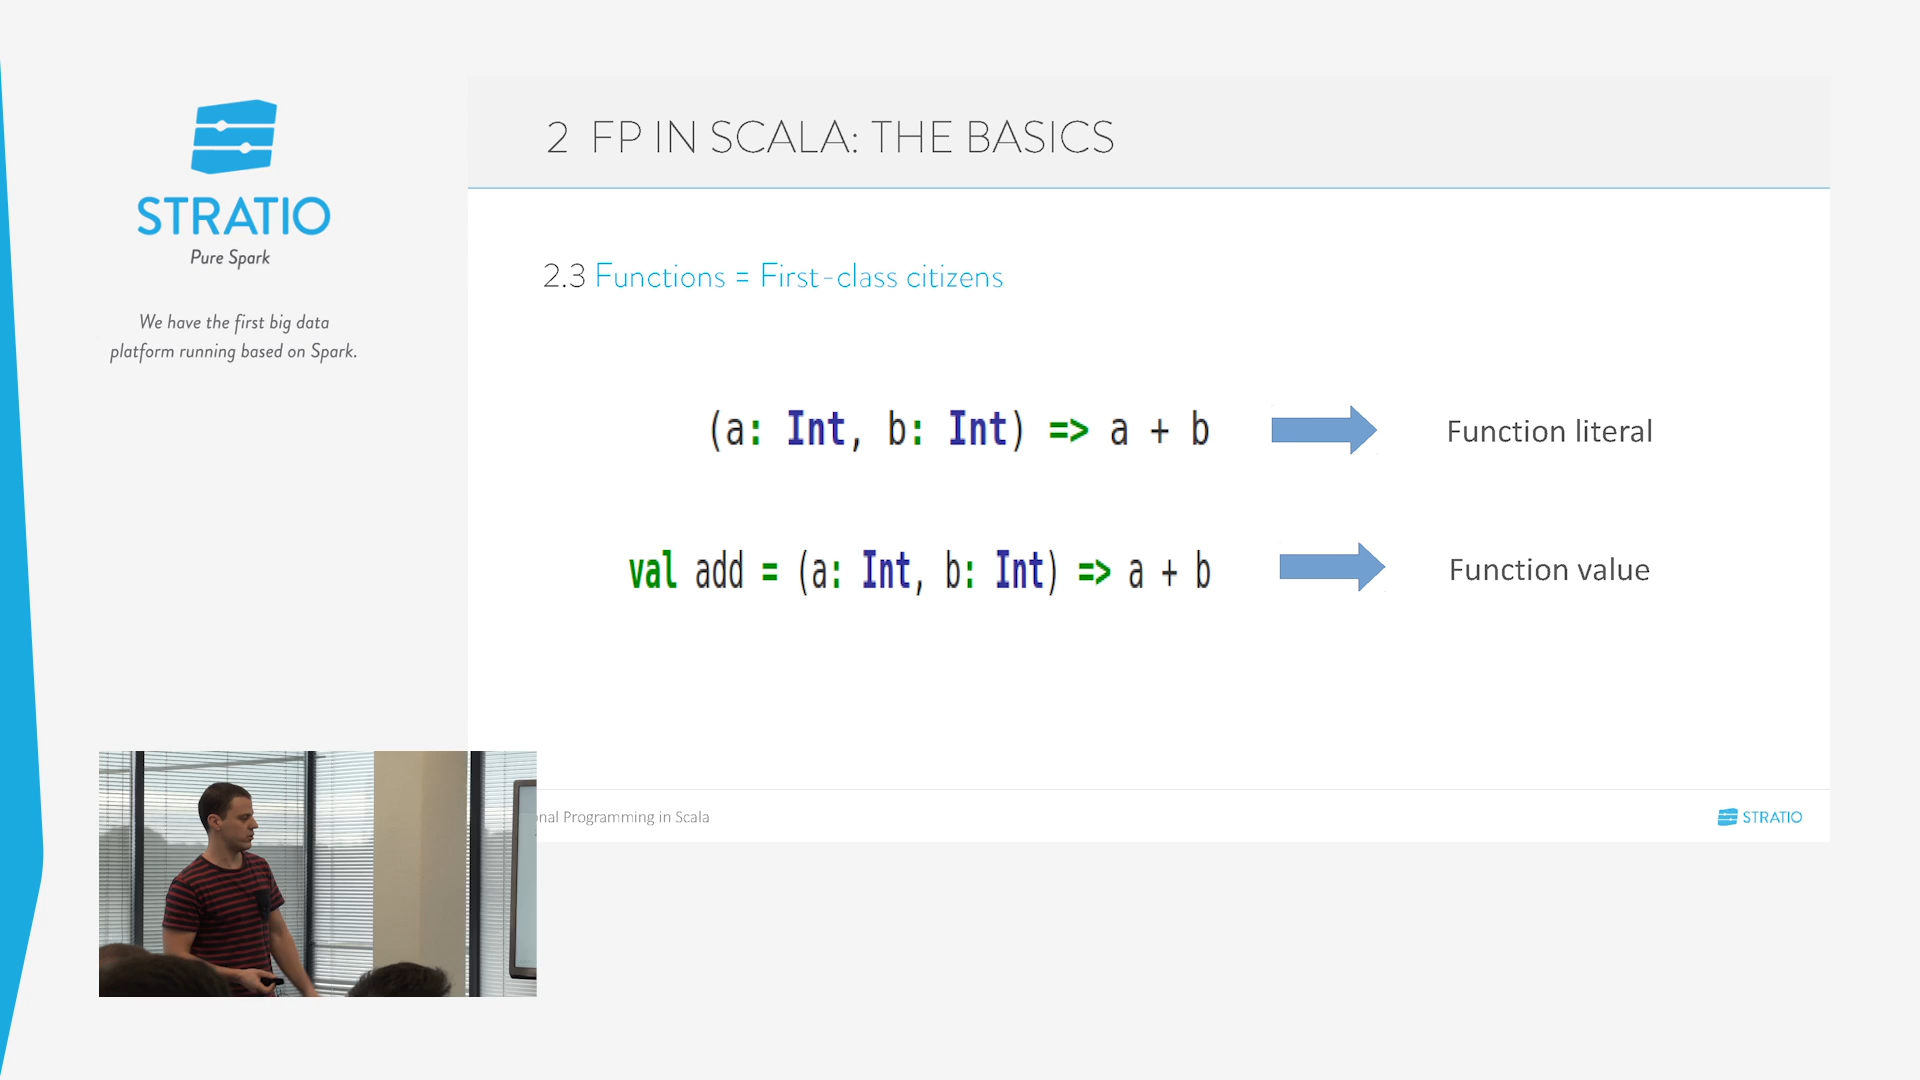 STRATIO
Pure Spark
We have the first big data
platform running based on Spark.
2 FP IN SCALA: THE BASICS
2.3 Functions = First-class citizens
(a: Int, b: Int) => a + b
Function literal
val add = (a: Int, b: Int) => a + b
Function value
Programming in Scala
STRATIO